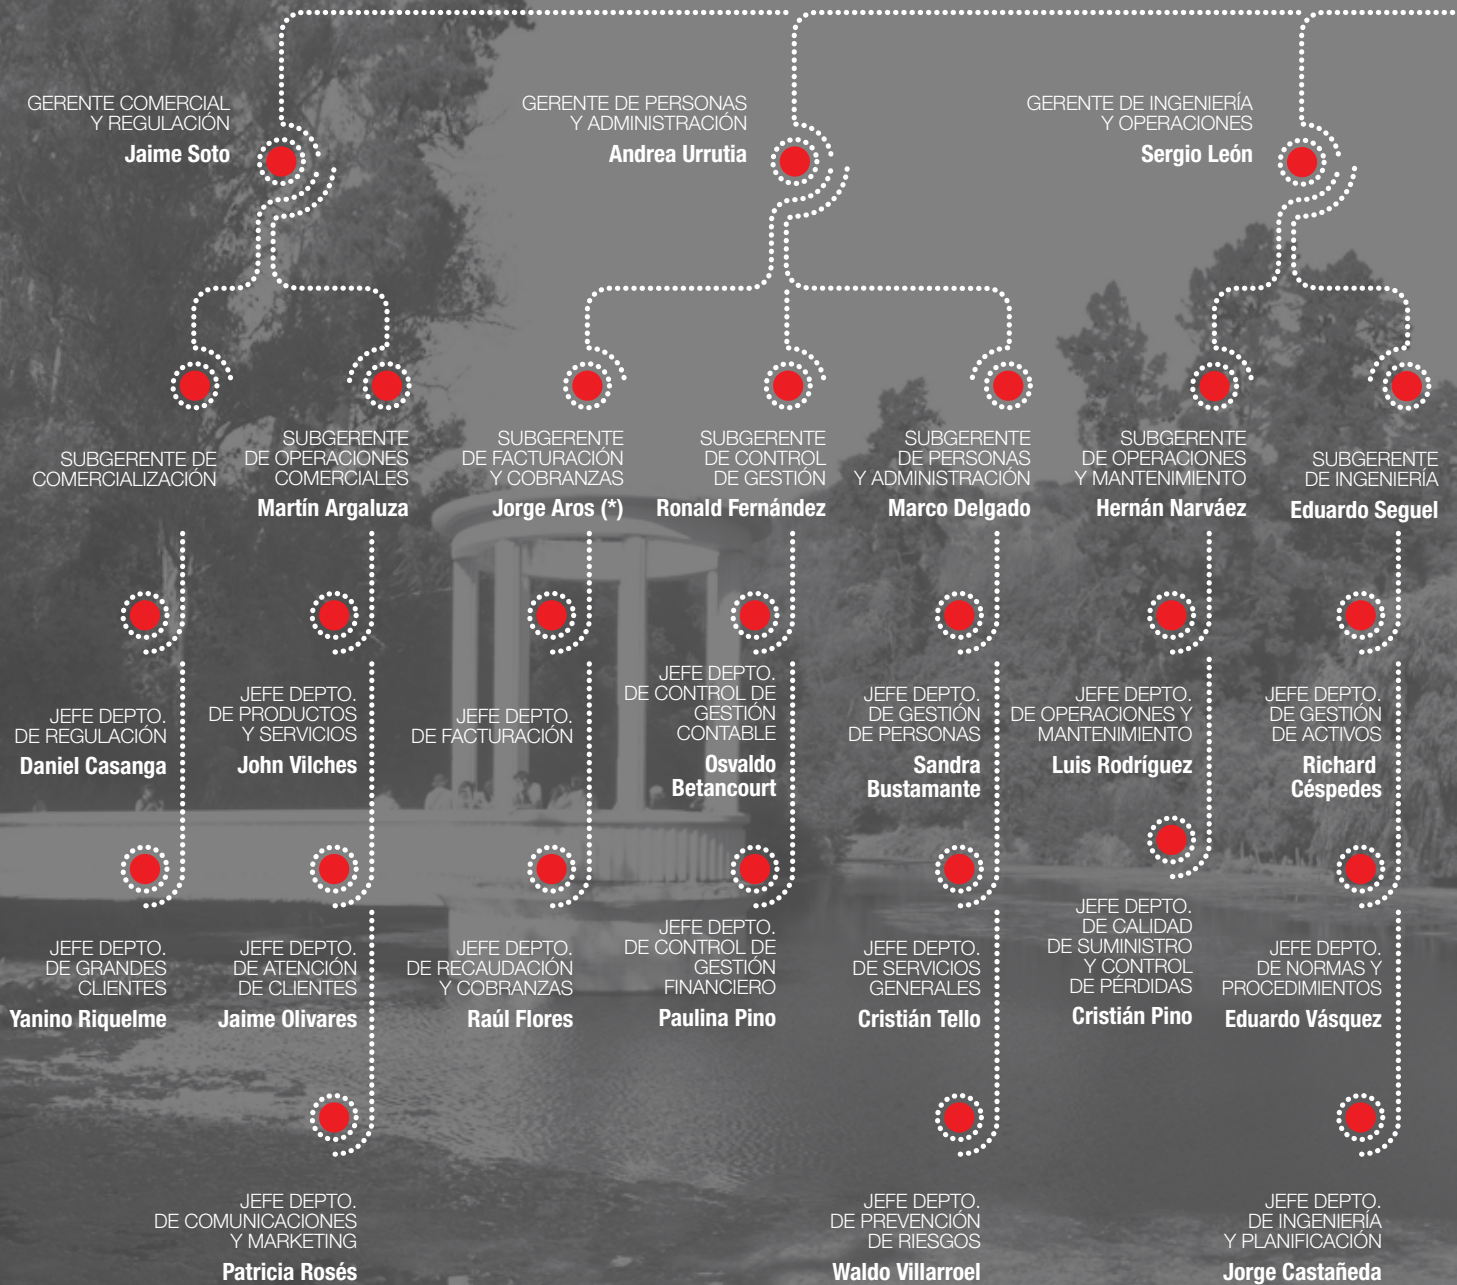 GERENTE COMERCIAL
Y REGULACIÓN
Jaime Soto
GERENTE DE PERSONAS
Y ADMINISTRACIÓN
Andrea Urrutia
GERENTE DE INGENIERÍA
Y OPERACIONES
Sergio León
SUBGERENTE DE
COMERCIALIZACIÓN
SUBGERENTE
DE OPERACIONES
COMERCIALES
Martín Argaluza
SUBGERENTE
DE FACTURACIÓN
Y COBRANZAS
Jorge Aros (*)
SUBGERENTE
DE CONTROL
DE GESTIÓN
Ronald Fernández
SUBGERENTE
DE PERSONAS
Y ADMINISTRACIÓN
Marco Delgado
SUBGERENTE
DE OPERACIONES
Y MANTENIMIENTO
Hernán Narváez
SUBGERENTE
DE INGENIERÍA
Eduardo Seguel
JEFE DEPTO.
DE REGULACIÓN
Daniel Casanga
JEFE DEPTO.
DE PRODUCTOS
Y SERVICIOS
John Vilches
JEFE DEPTO.
DE FACTURACIÓN
JEFE DEPTO.
DE CONTROL DE
GESTIÓN
CONTABLE
Osvaldo
Betancourt
JEFE DEPTO.
DE GESTIÓN
DE PERSONAS
Sandra
Bustamante
JEFE DEPTO.
DE OPERACIONES Y
MANTENIMIENTO
Luis Rodríguez
JEFE DEPTO.
DE GESTIÓN
DE ACTIVOS
Richard
Céspedes
JEFE DEPTO.
DE GRANDES
CLIENTES
Yanino Riquelme
JEFE DEPTO.
DE ATENCIÓN
DE CLIENTES
Jaime Olivares
JEFE DEPTO.
DE RECAUDACIÓN
Y COBRANZAS
Raúl Flores
JEFE DEPTO.
DE CONTROL DE
GESTIÓN
FINANCIERO
Paulina Pino
JEFE DEPTO.
DE SERVICIOS
GENERALES
Cristián Tello
JEFE DEPTO.
DE CALIDAD
DE SUMINISTRO
Y CONTROL
DE PÉRDIDAS
Cristián Pino
JEFE DEPTO.
DE NORMAS Y
PROCEDIMIENTOS
Eduardo Vásquez
JEFE DEPTO.
DE COMUNICACIONES
Y MARKETING
Patricia Rosés
JEFE DEPTO.
DE PREVENCIÓN
DE RIESGOS
Waldo Villarroel
JEFE DEPTO.
DE INGENIERÍA
Y PLANIFICACIÓN
Jorge Castañeda